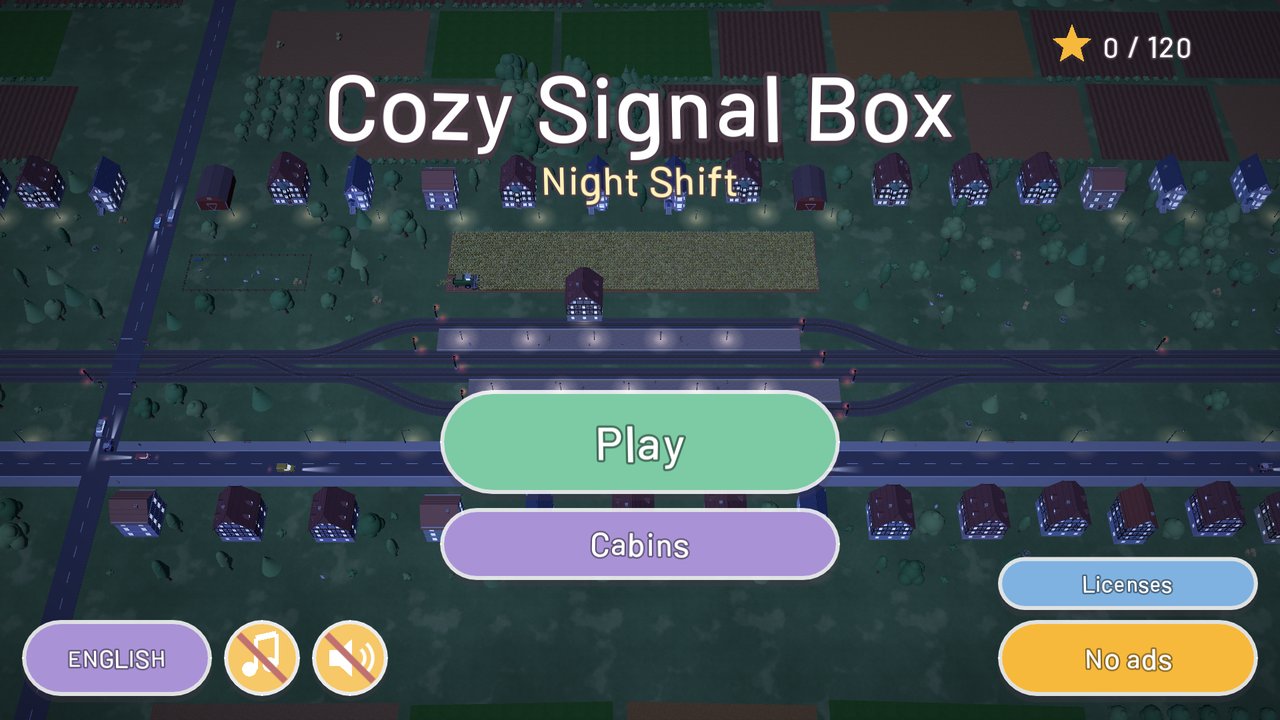 0 / 120
Cozy Signal Box
Night Shift
Play
Cabins
Licenses
ENGLISH
No ads